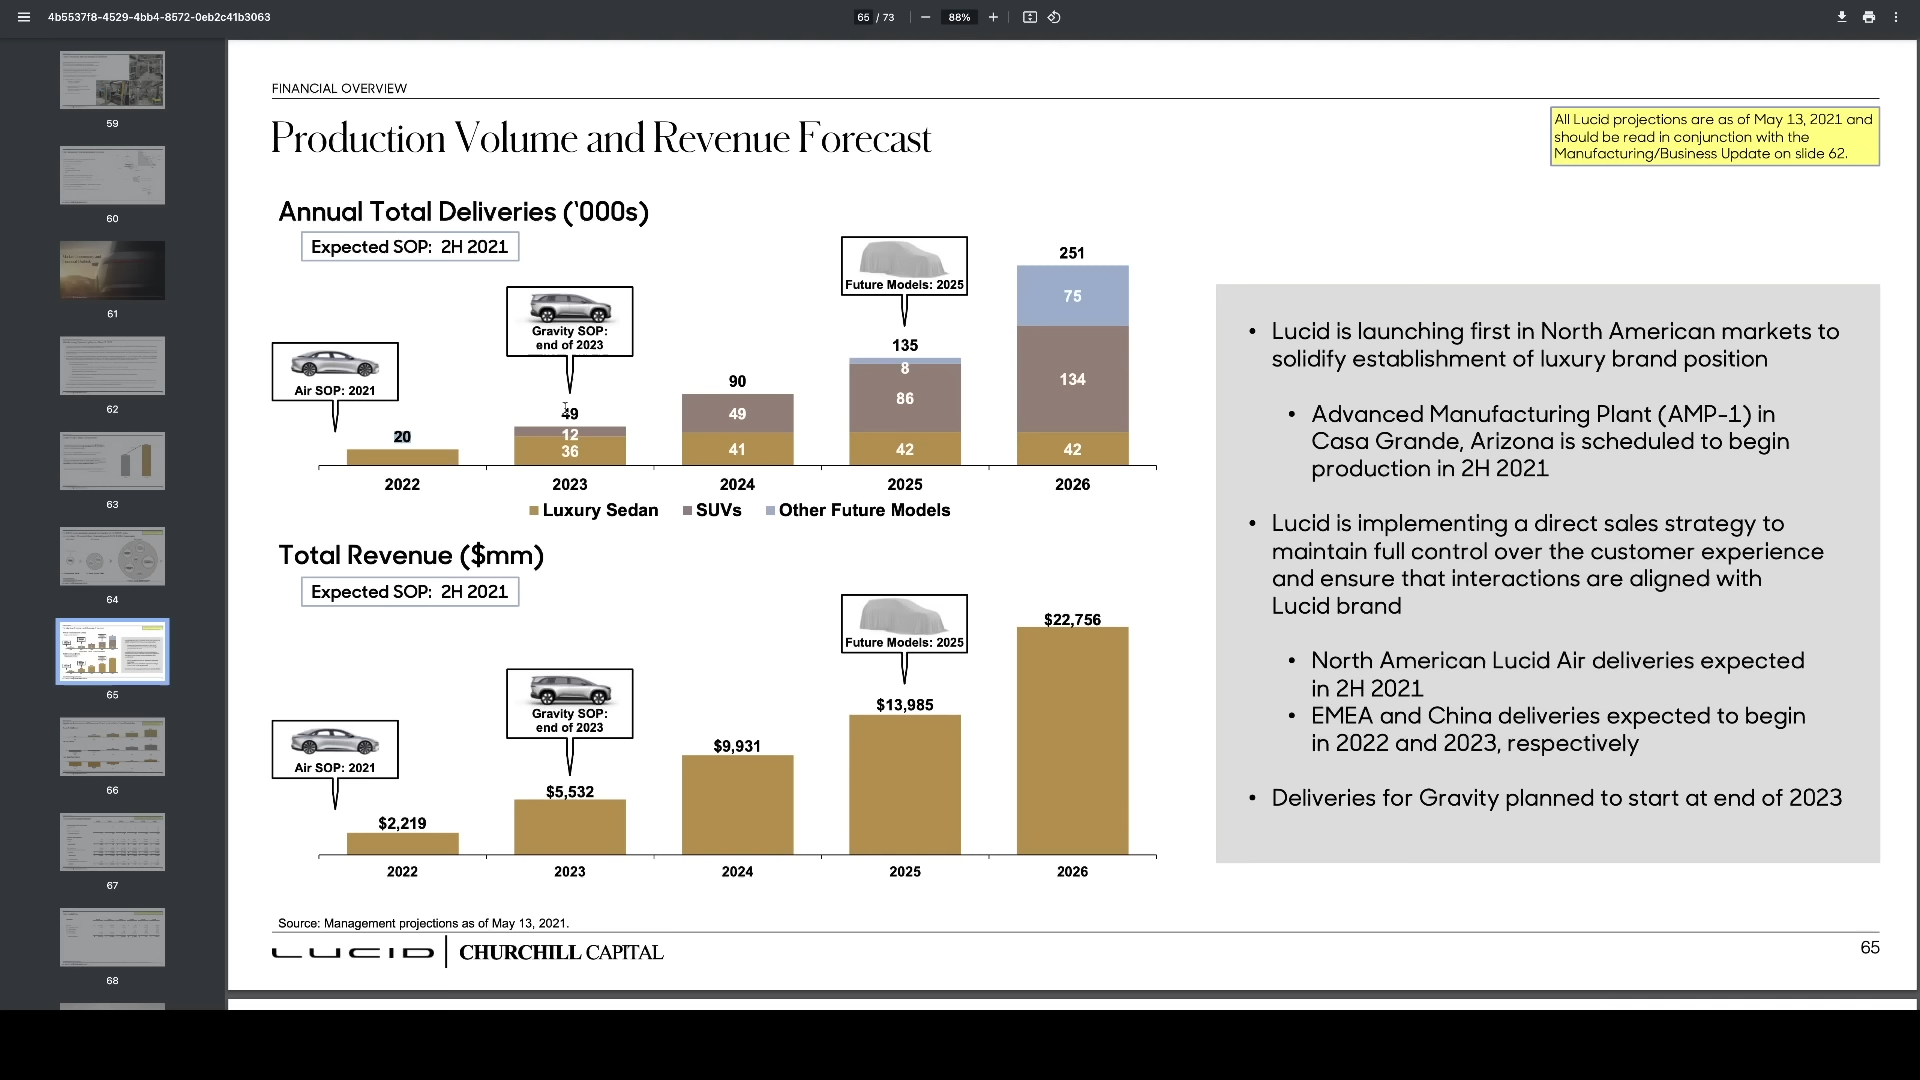 4b5537f8-4529-4bb4-8572-0eb2c41b3063
65 / 73
88%
59
60
61
62
63
64
65
66
67
68
FINANCIAL OVERVIEW
Production Volume and Revenue Forecast
All Lucid projections are as of May 13, 2021 and
should be read in conjunction with the
Manufacturing/Business Update on slide 62.
Annual Total Deliveries (‘000s)
Expected SOP: 2H 2021
Air SOP: 2021
Gravity SOP:
end of 2023
Future Models: 2025
20
49
12
36
90
49
41
135
8
86
42
251
75
134
42
2022
2023
2024
2025
2026
Luxury Sedan
SUVs
Other Future Models
Total Revenue ($mm)
Expected SOP: 2H 2021
Air SOP: 2021
Gravity SOP:
end of 2023
Future Models: 2025
$2,219
$5,532
$9,931
$13,985
$22,756
2022
2023
2024
2025
2026
• Lucid is launching first in North American markets to
solidify establishment of luxury brand position
• Advanced Manufacturing Plant (AMP-1) in
Casa Grande, Arizona is scheduled to begin
production in 2H 2021
• Lucid is implementing a direct sales strategy to
maintain full control over the customer experience
and ensure that interactions are aligned with
Lucid brand
• North American Lucid Air deliveries expected
in 2H 2021
• EMEA and China deliveries expected to begin
in 2022 and 2023, respectively
• Deliveries for Gravity planned to start at end of 2023
Source: Management projections as of May 13, 2021.
LUCID | CHURCHILL CAPITAL
65